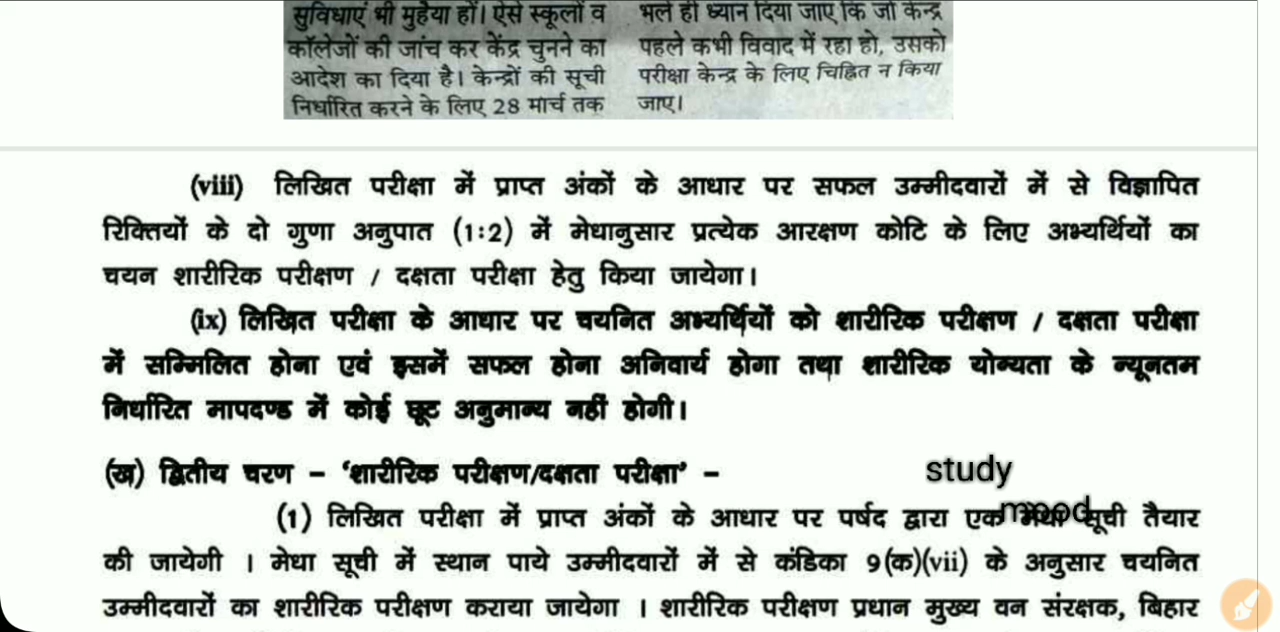 सुविधाएं भी मुहैया हों। ऐसे स्कूलों व
कॉलेजों की जांच कर केंद्र चुनने का
आदेश का दिया है। केन्द्रों की सूची
निर्धारित करने के लिए 28 मार्च तक
भले ही ध्यान दिया जाए कि जो केन्द्र
पहले कभी विवाद में रहा हो, उसको
परीक्षा केन्द्र के लिए चिह्नित न किया
जाए।
(viii) लिखित परीक्षा में प्राप्त अंकों के आधार पर सफल उम्मीदवारों में से विज्ञापित
रिक्तियों के दो गुणा अनुपात (1:2) में मेधानुसार प्रत्येक आरक्षण कोटि के लिए अभ्यर्थियों का
चयन शारीरिक परीक्षण / दक्षता परीक्षा हेतु किया जायेगा।
(ix) लिखित परीक्षा के आधार पर चयनित अभ्यर्थियों को शारीरिक परीक्षण / दक्षता परीक्षा
में सम्मिलित होना एवं इसमें सफल होना अनिवार्य होगा तथा शारीरिक योग्यता के न्यूनतम
निर्धारित मापदण्ड में कोई छूट अनुमान्य नहीं होगी।
(ख) द्वितीय चरण – ‘शारीरिक परीक्षण/दक्षता परीक्षा’ –
study
mood
(1) लिखित परीक्षा में प्राप्त अंकों के आधार पर पर्षद द्वारा एक सूची तैयार
की जायेगी । मेधा सूची में स्थान पाये उम्मीदवारों में से कंडिका 9(क)(vii) के अनुसार चयनित
उम्मीदवारों का शारीरिक परीक्षण कराया जायेगा । शारीरिक परीक्षण प्रधान मुख्य वन संरक्षक, बिहार